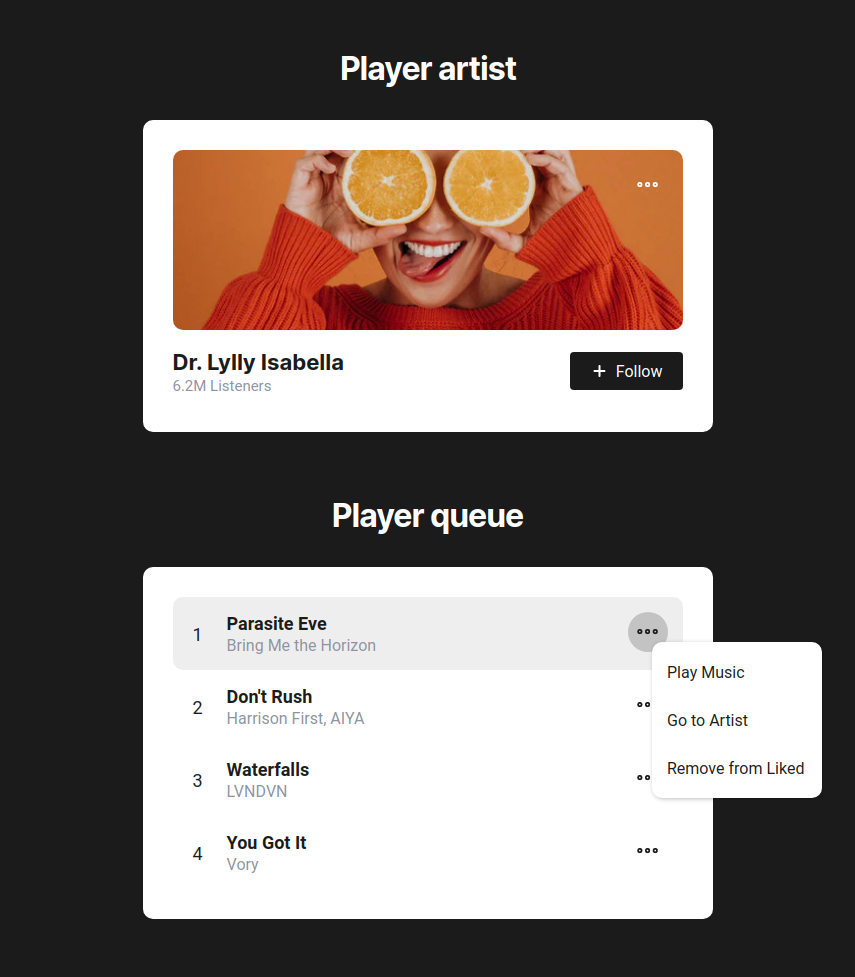 Player artist
Dr. Lylly Isabella
6.2M Listeners
Follow
Player queue
1
Parasite Eve
Bring Me the Horizon
Play Music
Go to Artist
Remove from Liked
2
Don't Rush
Harrison First, AIYA
3
Waterfalls
LVNDVN
4
You Got It
Vory